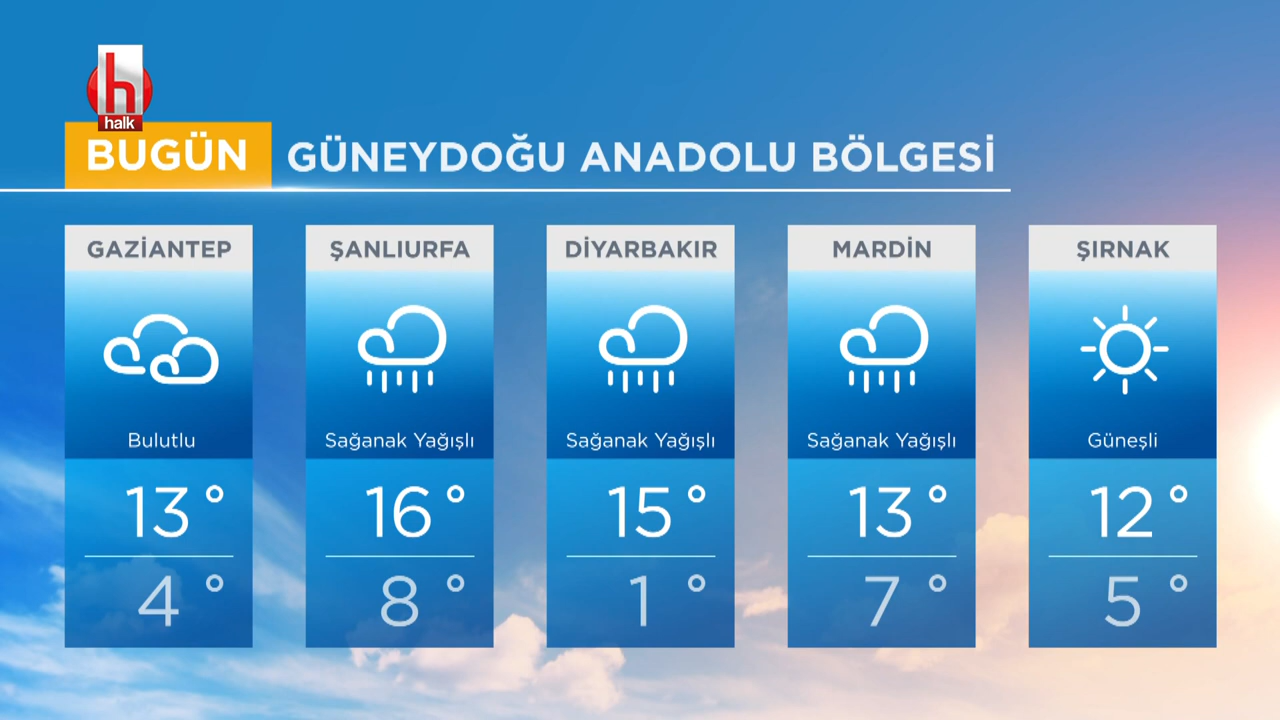 h
halk
BUGÜN GÜNEYDOĞU ANADOLU BÖLGESİ
GAZİANTEP ŞANLIURFA DİYARBAKIR MARDİN ŞIRNAK
Bulutlu Sağanak Yağışlı Sağanak Yağışlı Sağanak Yağışlı Güneşli
13° 16° 15° 13° 12°
4° 8° 1° 7° 5°